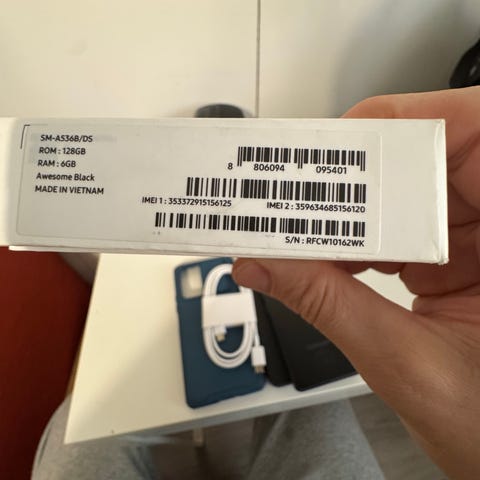 SM-A536B/DS
ROM : 128GB
RAM : 6GB
Awesome Black
MADE IN VIETNAM
8 806094 095401
IMEI 1 : 353372915156125
IMEI 2 : 359634685156120
S/N : RFCW10162WK